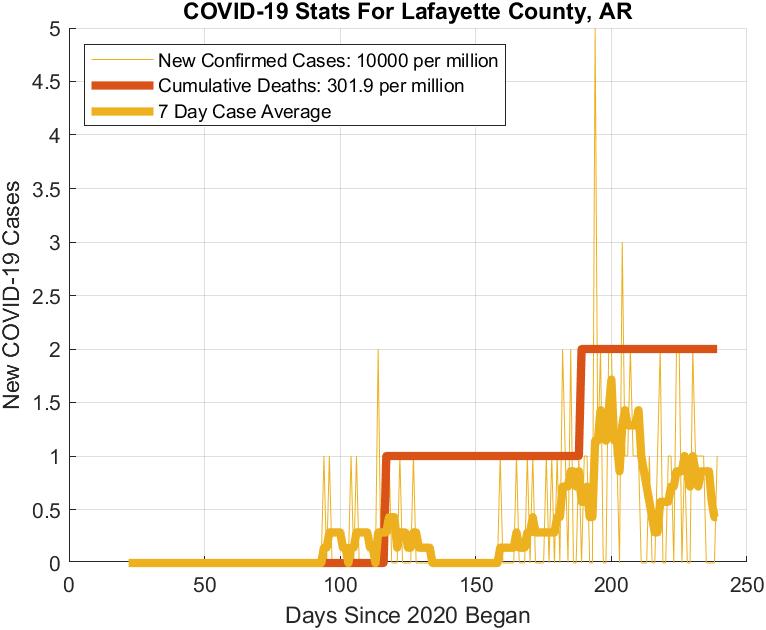 COVID-19 Stats For Lafayette County, AR
New Confirmed Cases: 10000 per million
Cumulative Deaths: 301.9 per million
7 Day Case Average
New COVID-19 Cases
5
4.5
4
3.5
3
2.5
2
1.5
1
0.5
0
0 50 100 150 200 250
Days Since 2020 Began